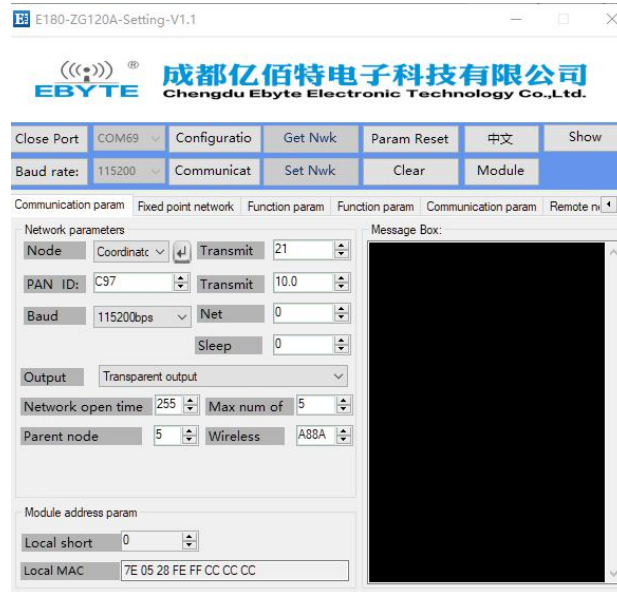 E180-ZG120A-Setting-V1.1
((( ))) ®
EBYTE
成都亿佰特电子科技有限公司
Chengdu Ebyte Electronic Technology Co.,Ltd.
Close Port COM69 Configuratio Get Nwk Param Reset 中文 Show
Baud rate: 115200 Communicat Set Nwk Clear Module
Communication param Fixed point network Function param Function param Communication param Remote n
Network parameters Message Box:
Node Coordinatc Transmit 21
PAN ID: C97 Transmit 10.0
Baud 115200bps Net 0
Sleep 0
Output Transparent output
Network open time 255 Max num of 5
Parent node 5 Wireless A88A
Module address param
Local short 0
Local MAC 7E 05 28 FE FF CC CC CC